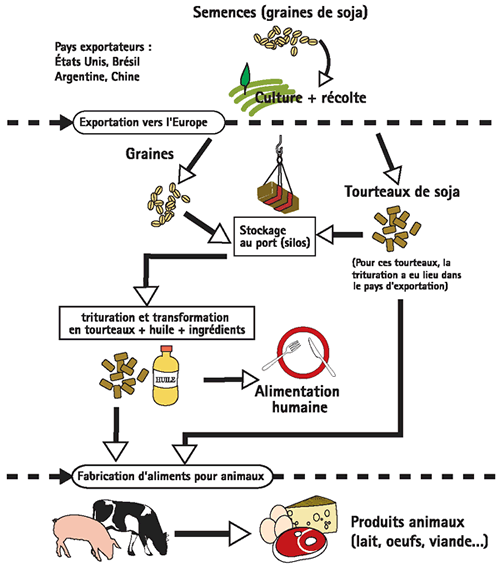 Semences (graines de soja)
Pays exportateurs :
États Unis, Brésil
Argentine, Chine
Culture + récolte
Exportation vers l'Europe
Graines
Tourteaux de soja
Stockage
au port (silos)
(Pour ces tourteaux, la
trituration a eu lieu dans
le pays d'exportation)
trituration et transformation
en tourteaux + huile + ingrédients
HUILE
Alimentation
humaine
Fabrication d'aliments pour animaux
Produits animaux
(lait, oeufs, viande...)